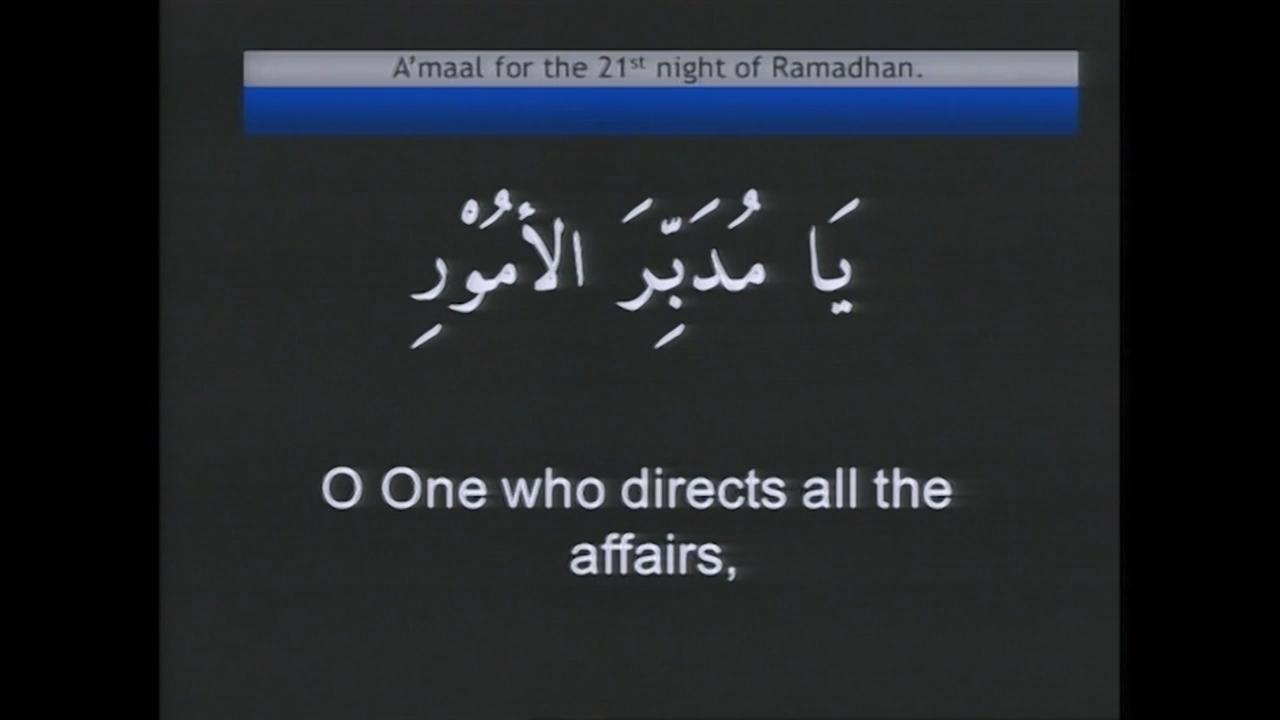 A’maal for the 21st night of Ramadhan.
يَا مُدَبِّرَ الأُمُوْرِ
O One who directs all the
affairs,